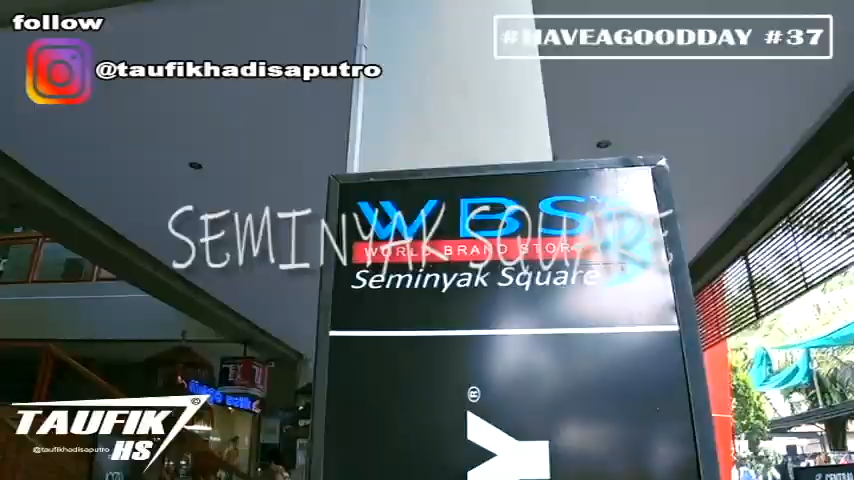 follow
@taufikhadisaputro
#HAVEAGOODDAY #37
SEMINYAK SQUARE
WBS
WORLD BRAND STORE
Seminyak Square
®
TAUFIK
HS
@taufikhadisaputro
©